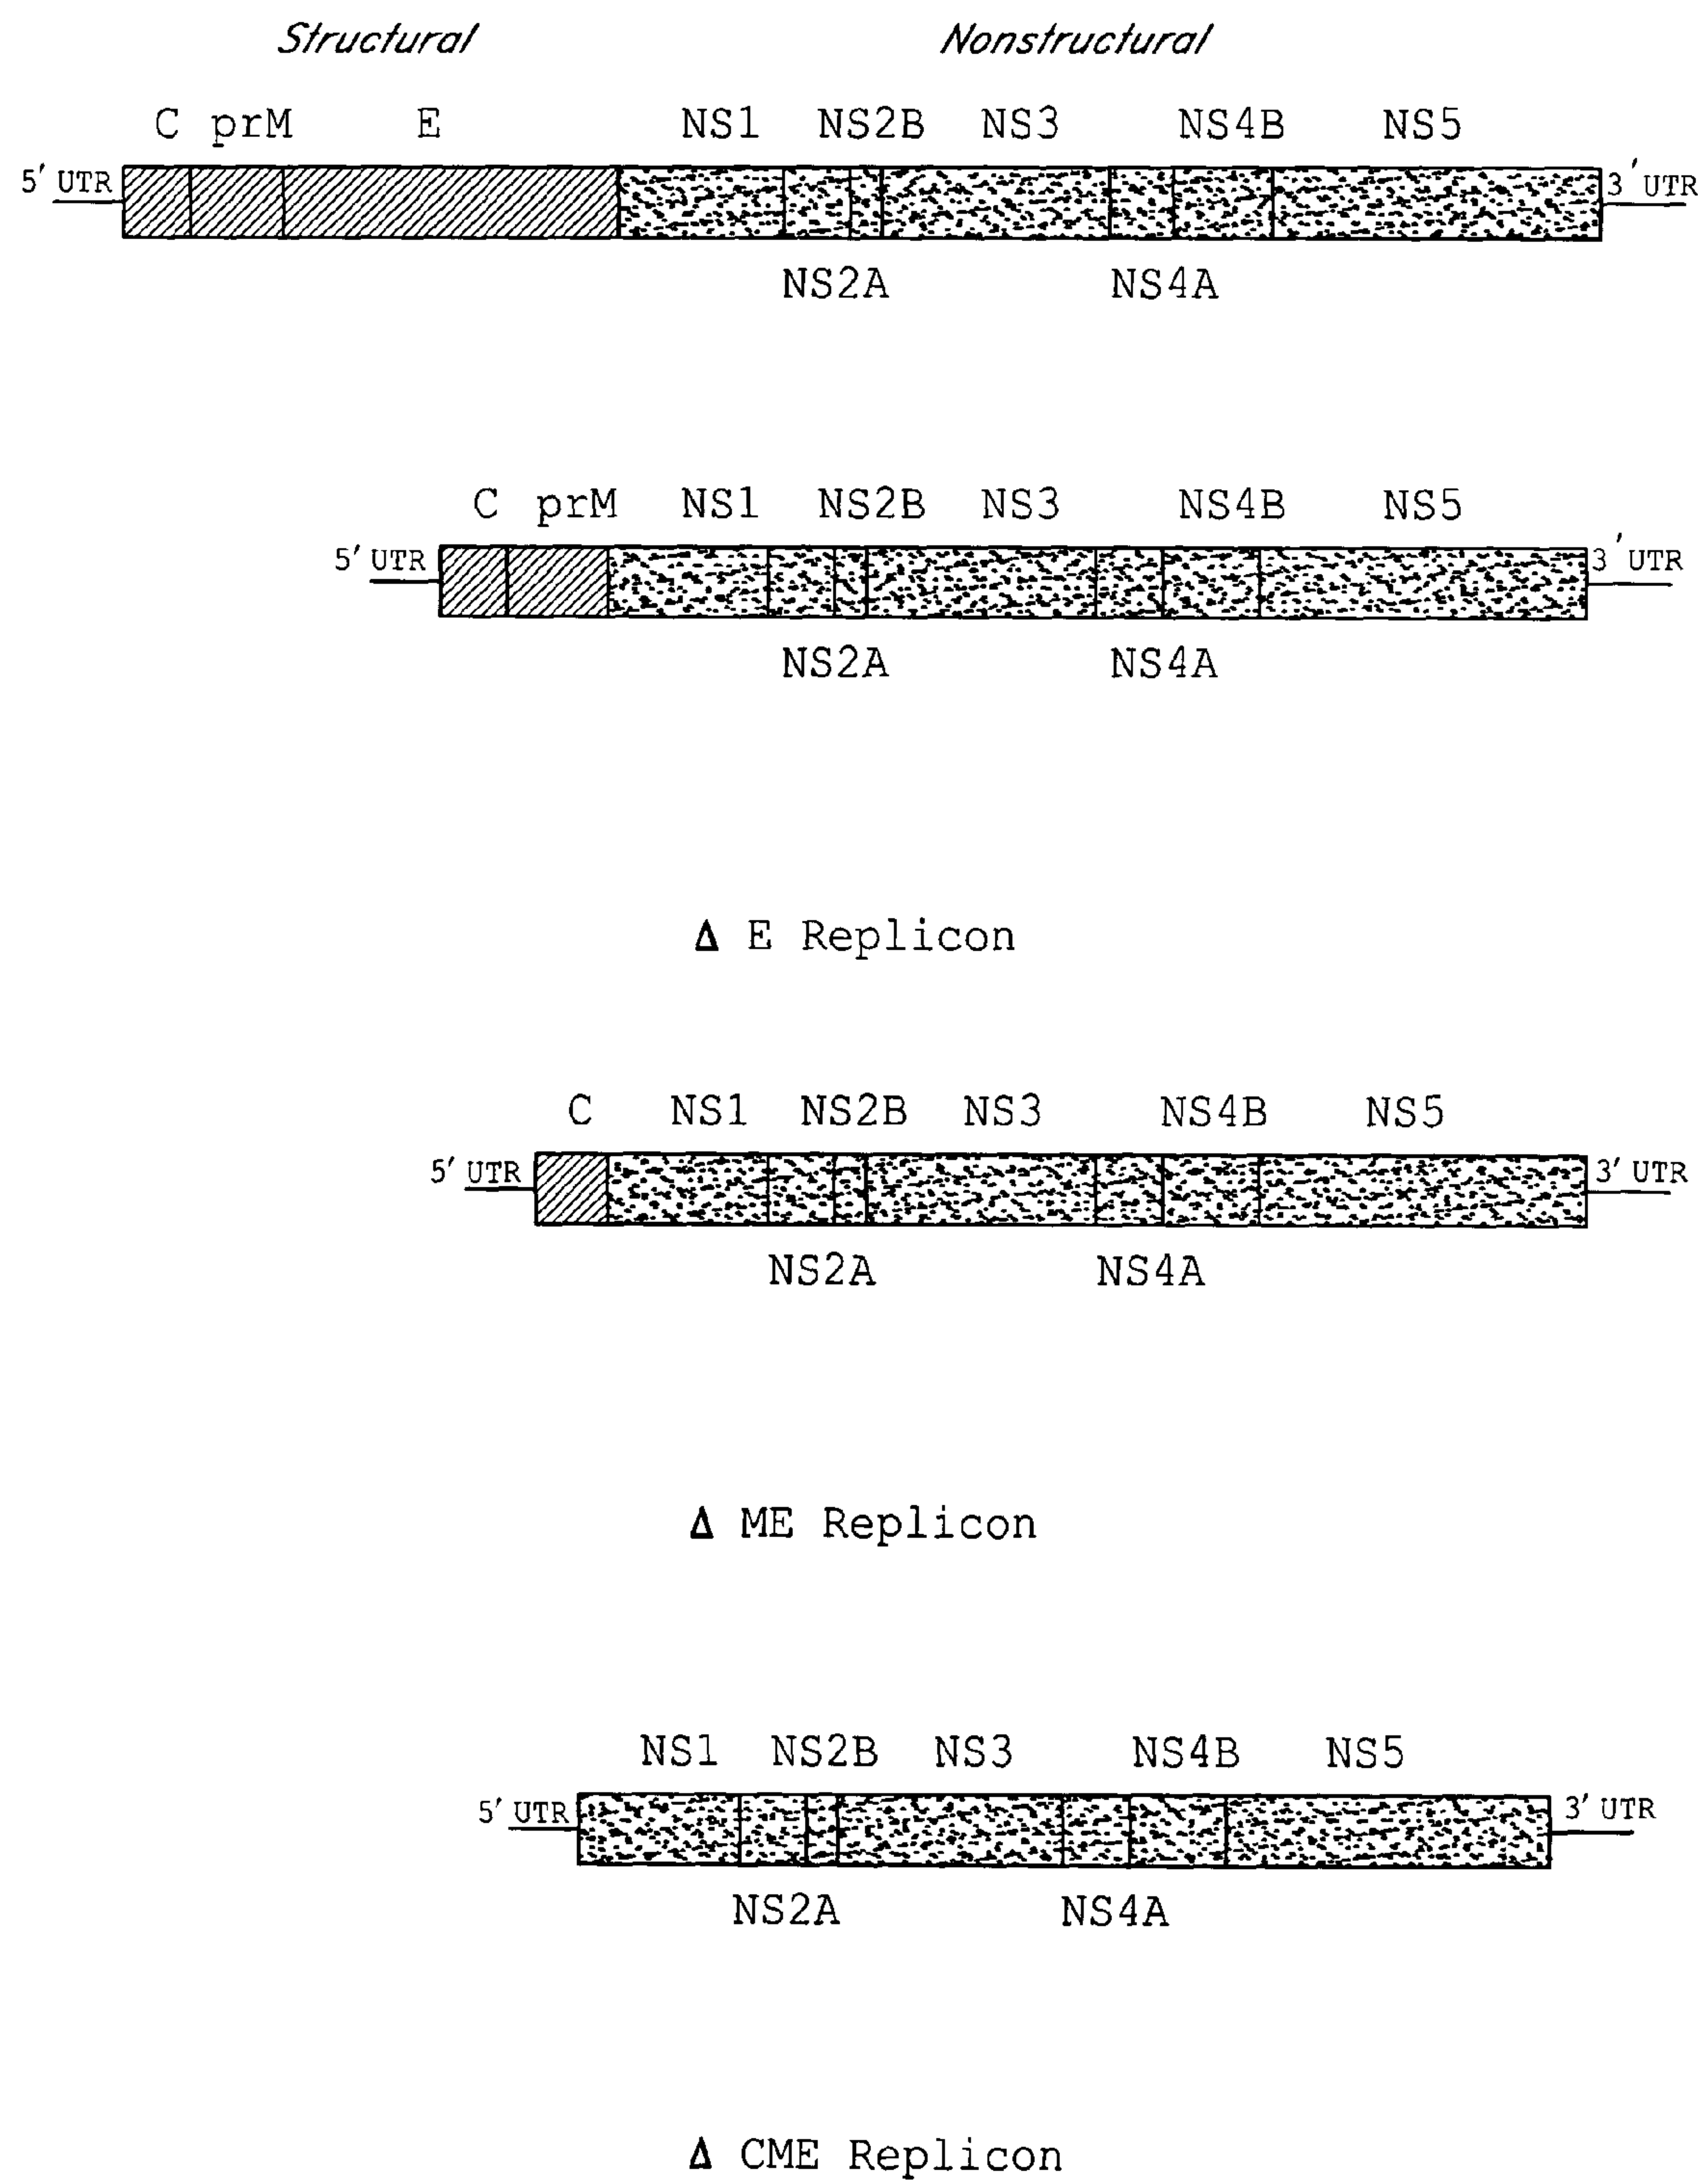 Structural Nonstructural
C prM E NS1 NS2B NS3 NS4B NS5
5' UTR 3' UTR
NS2A NS4A
C prM NS1 NS2B NS3 NS4B NS5
5' UTR 3' UTR
NS2A NS4A
Δ E Replicon
C NS1 NS2B NS3 NS4B NS5
5' UTR 3' UTR
NS2A NS4A
Δ ME Replicon
NS1 NS2B NS3 NS4B NS5
5' UTR 3' UTR
NS2A NS4A
Δ CME Replicon